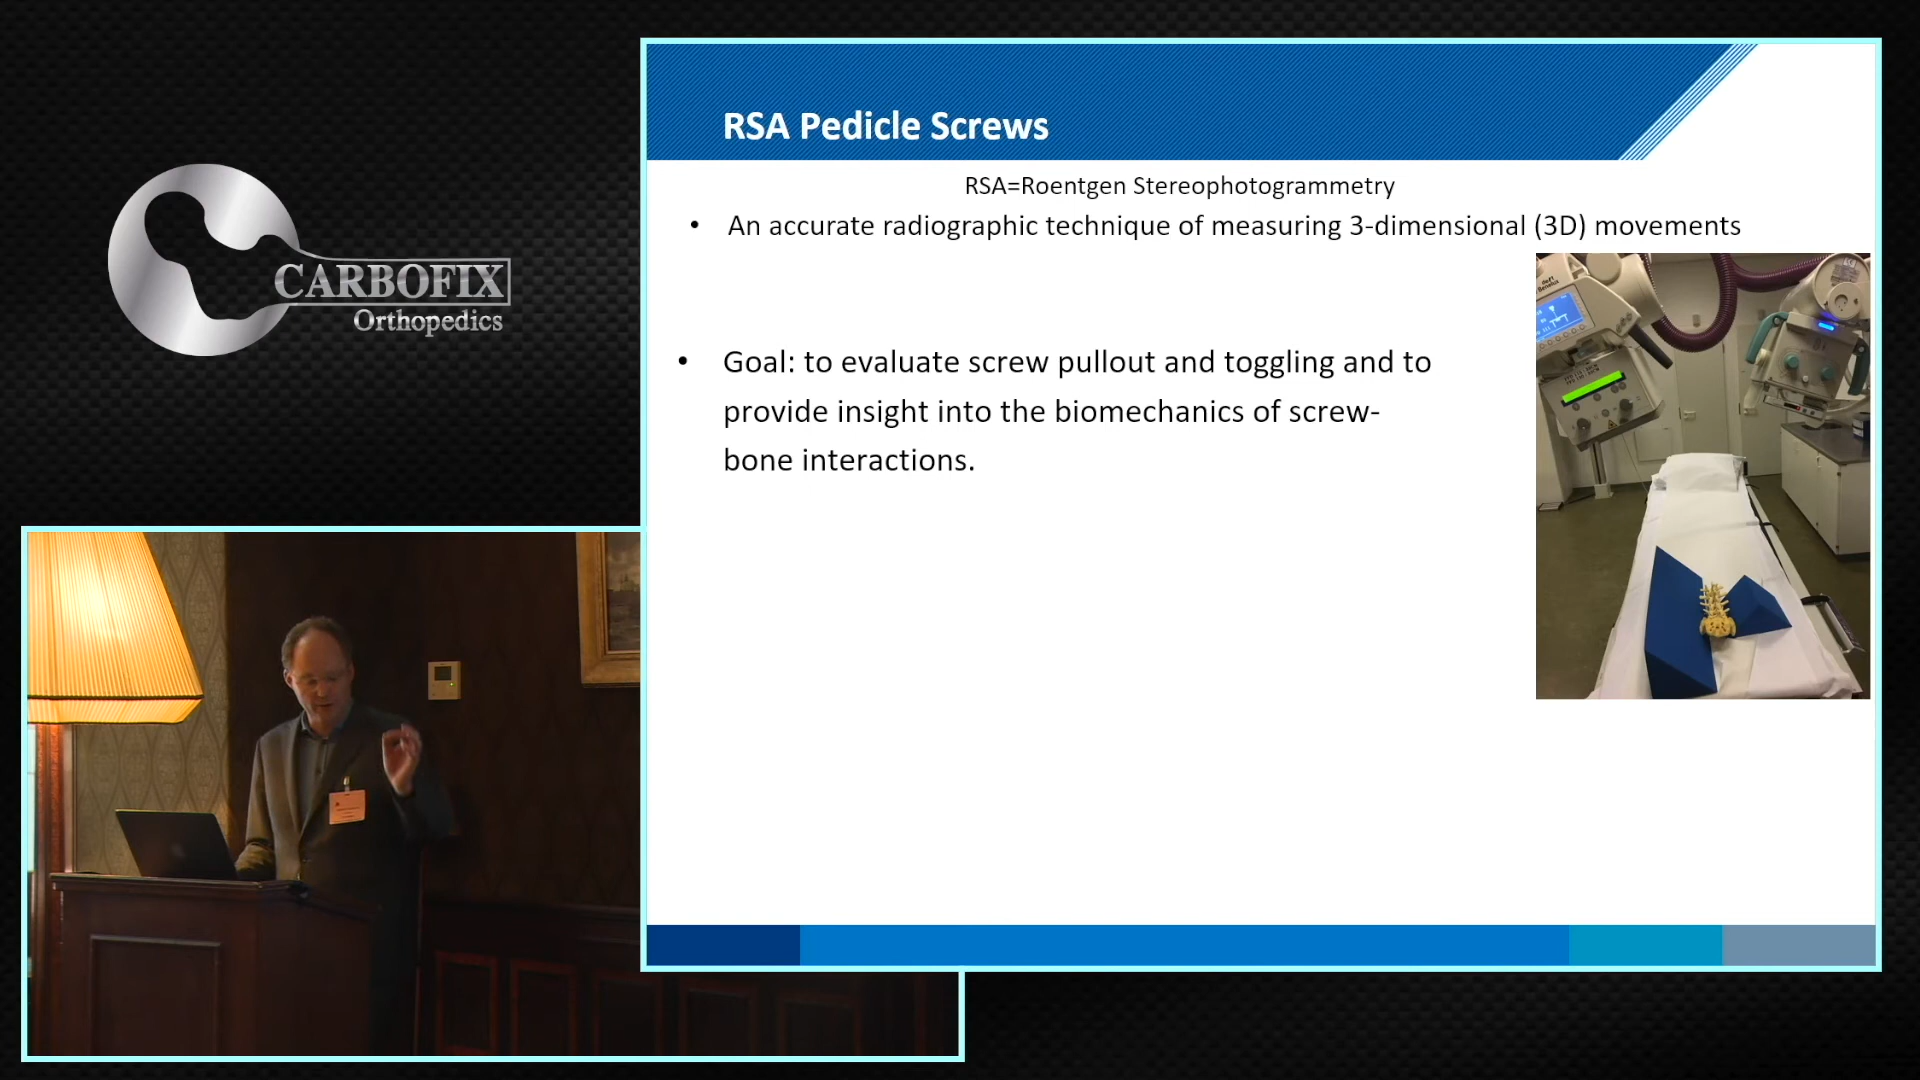 CARBOFIX
Orthopedics
RSA Pedicle Screws
RSA=Roentgen Stereophotogrammetry
• An accurate radiographic technique of measuring 3-dimensional (3D) movements
• Goal: to evaluate screw pullout and toggling and to
provide insight into the biomechanics of screw-
bone interactions.